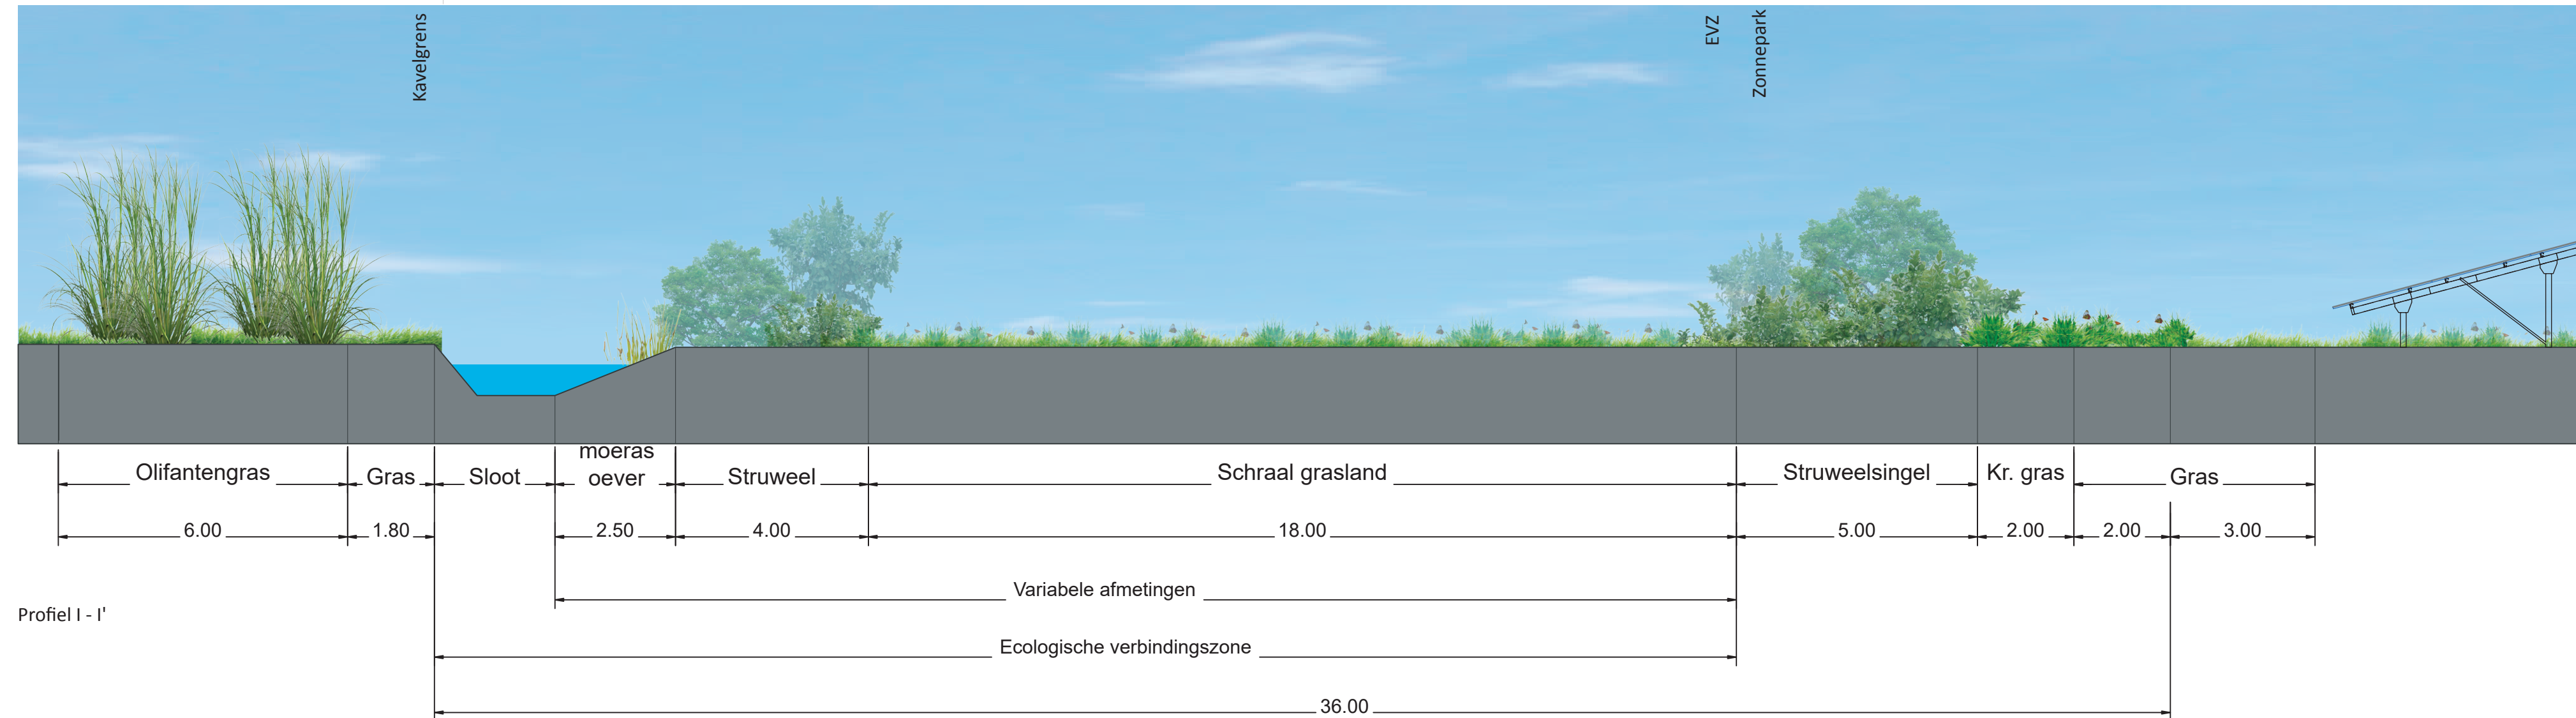 Kavelgrens
EVZ
Zonnepark
Olifantengras
Gras
Sloot
moeras
oever
Struweel
Schraal grasland
Struweelsingel
Kr. gras
Gras
6.00
1.80
2.50
4.00
18.00
5.00
2.00
2.00
3.00
Variabele afmetingen
Profiel I - I'
Ecologische verbindingszone
36.00